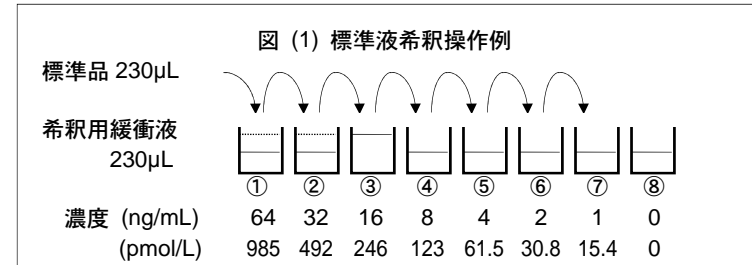 図 (1) 標準液希釈操作例
標準品 230µL
希釈用緩衝液
230µL
① ② ③ ④ ⑤ ⑥ ⑦ ⑧
濃度 (ng/mL) 64 32 16 8 4 2 1 0
(pmol/L) 985 492 246 123 61.5 30.8 15.4 0